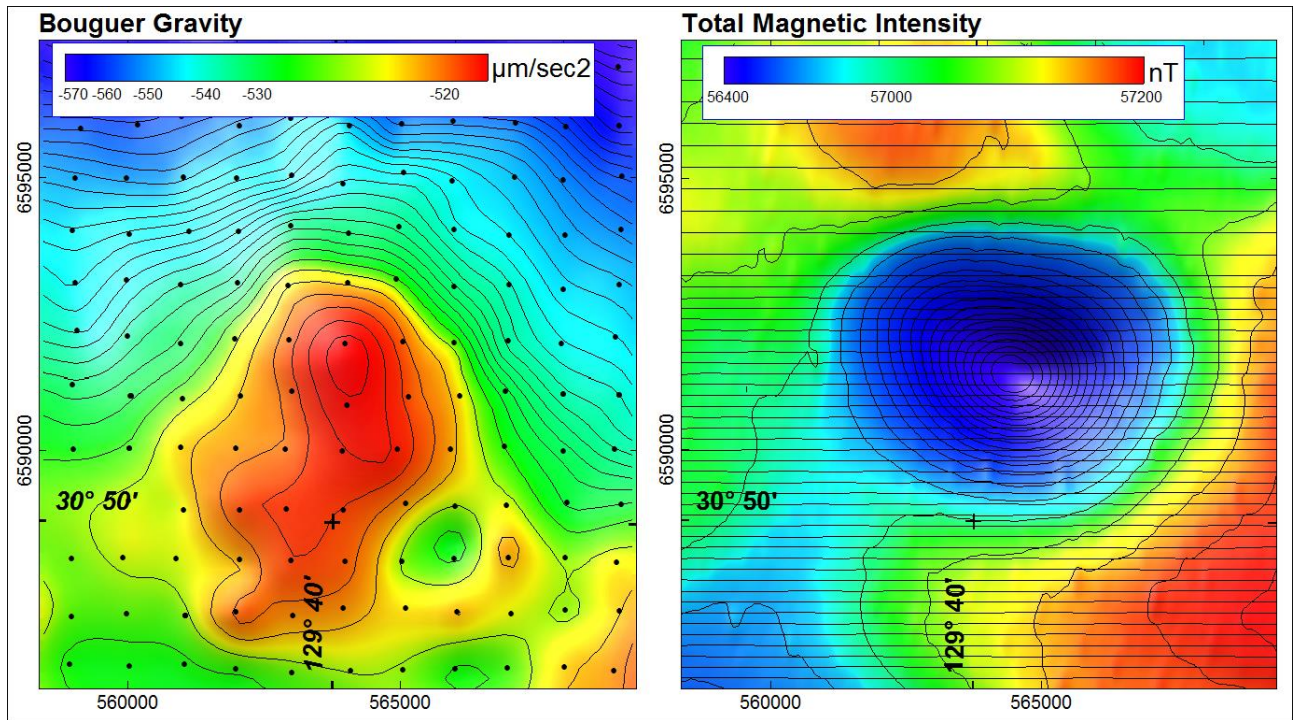 Bouguer Gravity
μm/sec2
-570 -560 -550 -540 -530 -520
6595000
6590000
30° 50'
129° 40'
560000 565000
Total Magnetic Intensity
nT
56400 57000 57200
6595000
6590000
30° 50'
129° 40'
560000 565000